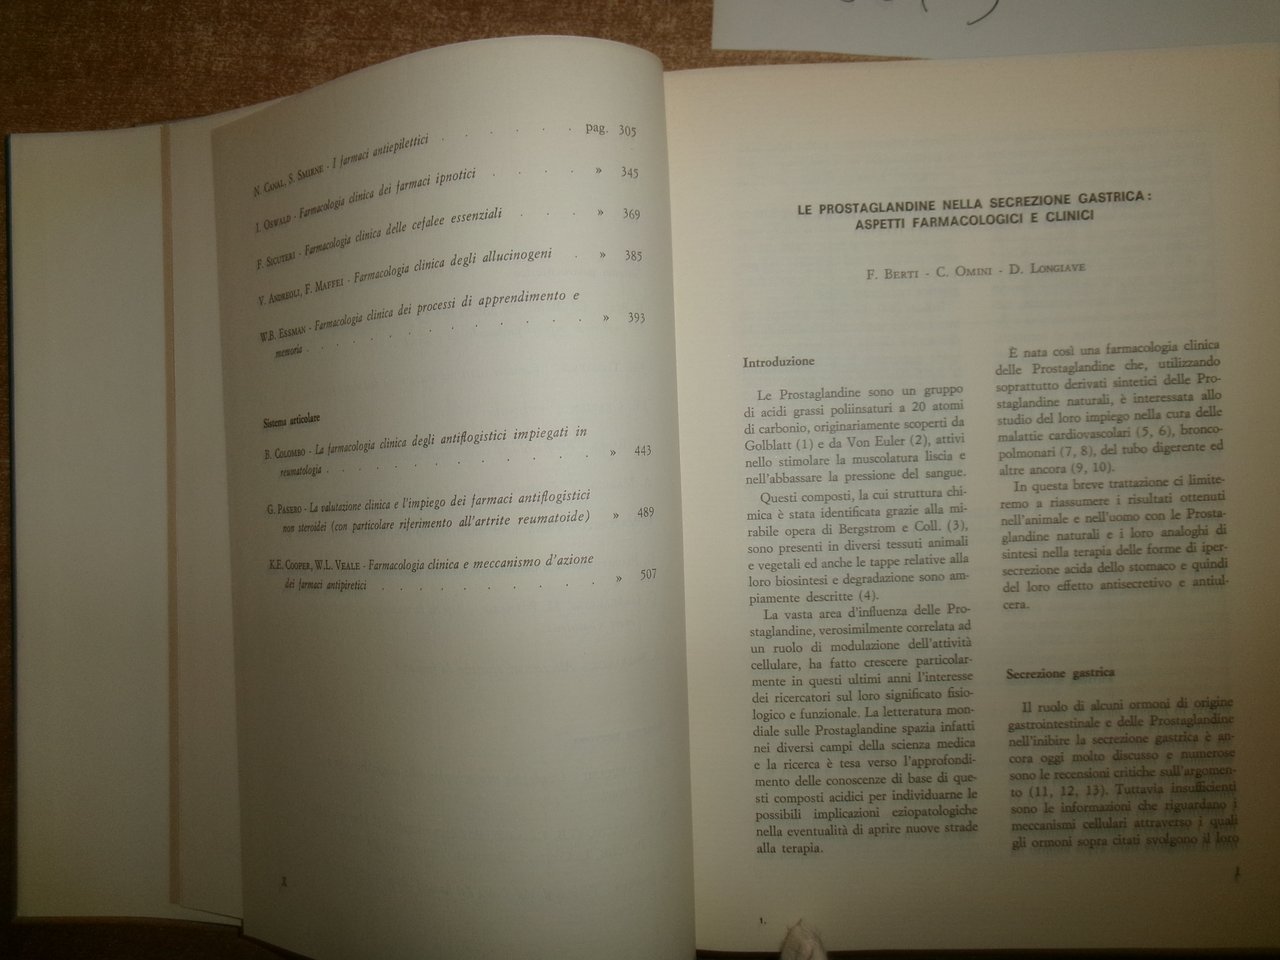 N. Canal, S. Smirne - I farmaci antiepilettici . . . . . . pag. 305
I. Oswald - Farmacologia clinica dei farmaci ipnotici . . . . . » 345
F. Sicuteri - Farmacologia clinica delle cefalee essenziali . . . . » 369
V. Andreoli, F. Maffei - Farmacologia clinica degli allucinogeni . » 385
W.B. Essman - Farmacologia clinica dei processi di apprendimento e
memoria . . . . . . . . . . . » 393
Sistema articolare
B. Colombo - La farmacologia clinica degli antiflogistici impiegati in
reumatologia . . . . . . . . . . . » 443
G. Pasero - La valutazione clinica e l'impiego dei farmaci antiflogistici
non steroidei (con particolare riferimento all'artrite reumatoide) » 489
K.E. Cooper, W.L. Veale - Farmacologia clinica e meccanismo d'azione
dei farmaci antipiretici . . . . . . . . . » 507
X
LE PROSTAGLANDINE NELLA SECREZIONE GASTRICA:
ASPETTI FARMACOLOGICI E CLINICI
F. Berti - C. Omini - D. Longiave
Introduzione
Le Prostaglandine sono un gruppo
di acidi grassi poliinsaturi a 20 atomi
di carbonio, originariamente scoperti da
Golblatt (1) e da Von Euler (2), attivi
nello stimolare la muscolatura liscia e
nell'abbassare la pressione del sangue.
Questi composti, la cui struttura chi-
mica è stata identificata grazie alla mi-
rabile opera di Bergstrom e Coll. (3),
sono presenti in diversi tessuti animali
e vegetali ed anche le tappe relative alla
loro biosintesi e degradazione sono am-
piamente descritte (4).
La vasta area d'influenza delle Pro-
staglandine, verosimilmente correlata ad
un ruolo di modulazione dell'attività
cellulare, ha fatto crescere particolar-
mente in questi ultimi anni l'interesse
dei ricercatori sul loro significato fisio-
logico e funzionale. La letteratura mon-
diale sulle Prostaglandine spazia infatti
nei diversi campi della scienza medica
e la ricerca è tesa verso l'approfondi-
mento delle conoscenze di base di que-
sti composti acidici per individuarne le
possibili implicazioni eziopatologiche
nella eventualità di aprire nuove strade
alla terapia.
È nata così una farmacologia clinica
delle Prostaglandine che, utilizzando
soprattutto derivati sintetici delle Pro-
staglandine naturali, è interessata allo
studio del loro impiego nella cura delle
malattie cardiovascolari (5, 6), bronco-
polmonari (7, 8), del tubo digerente ed
altre ancora (9, 10).
In questa breve trattazione ci limite-
remo a riassumere i risultati ottenuti
nell'animale e nell'uomo con le Prosta-
glandine naturali e i loro analoghi di
sintesi nella terapia delle forme di iper-
secrezione acida dello stomaco e quindi
del loro effetto antisecretivo e antiul-
cera.
Secrezione gastrica
Il ruolo di alcuni ormoni di origine
gastrointestinale e delle Prostaglandine
nell'inibire la secrezione gastrica è an-
cora oggi molto discusso e numerose
sono le recensioni critiche sull'argomen-
to (11, 12, 13). Tuttavia insufficienti
sono le informazioni che riguardano i
meccanismi cellulari attraverso i quali
gli ormoni sopra citati svolgono il loro
1
1.